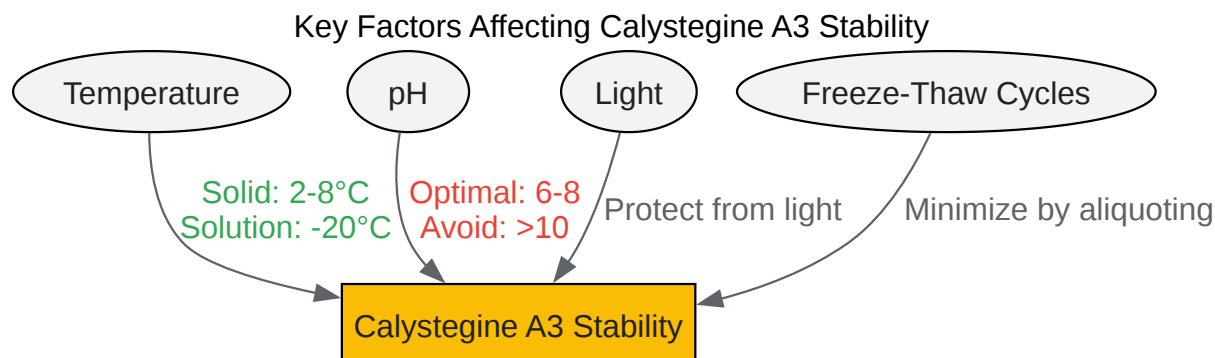 Key Factors Affecting Calystegine A3 Stability
Temperature
pH
Light
Freeze-Thaw Cycles
Solid: 2-8°C
Solution: -20°C
Optimal: 6-8
Avoid: >10
Protect from light
Minimize by aliquoting
Calystegine A3 Stability